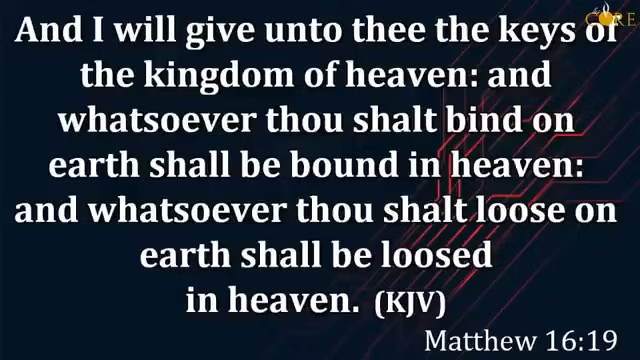 And I will give unto thee the keys of
the kingdom of heaven: and
whatsoever thou shalt bind on
earth shall be bound in heaven:
and whatsoever thou shalt loose on
earth shall be loosed
in heaven. (KJV)
Matthew 16:19